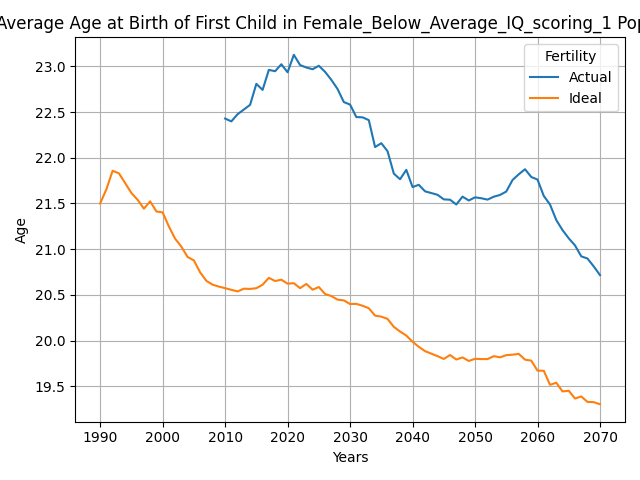 Average Age at Birth of First Child in Female_Below_Average_IQ_scoring_1
Fertility
Actual
Ideal
23.0
22.5
22.0
21.5
21.0
20.5
20.0
19.5
Age
1990 2000 2010 2020 2030 2040 2050 2060 2070
Years